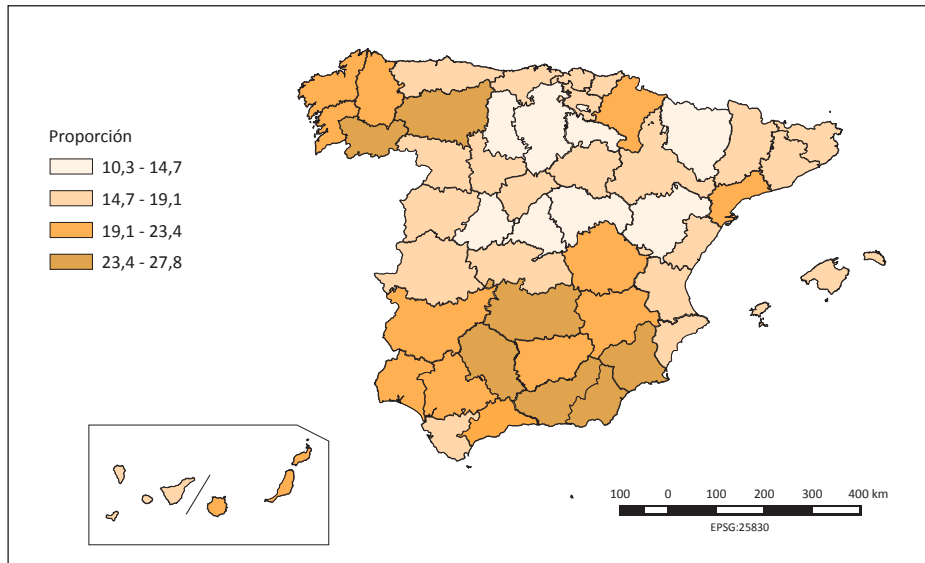 Proporción
10,3 - 14,7
14,7 - 19,1
19,1 - 23,4
23,4 - 27,8
100 0 100 200 300 400 km
EPSG:25830